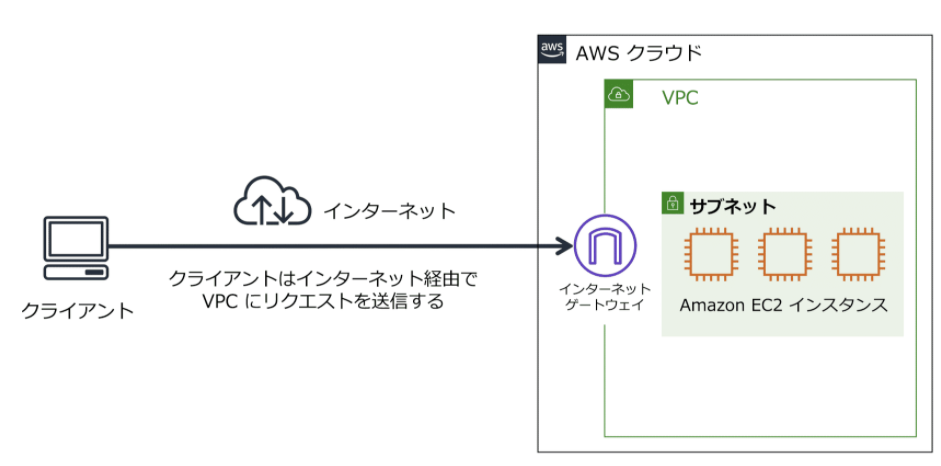 aws
AWS クラウド
VPC
インターネット
サブネット
クライアントはインターネット経由で
VPC にリクエストを送信する
クライアント
インターネット
ゲートウェイ
Amazon EC2 インスタンス